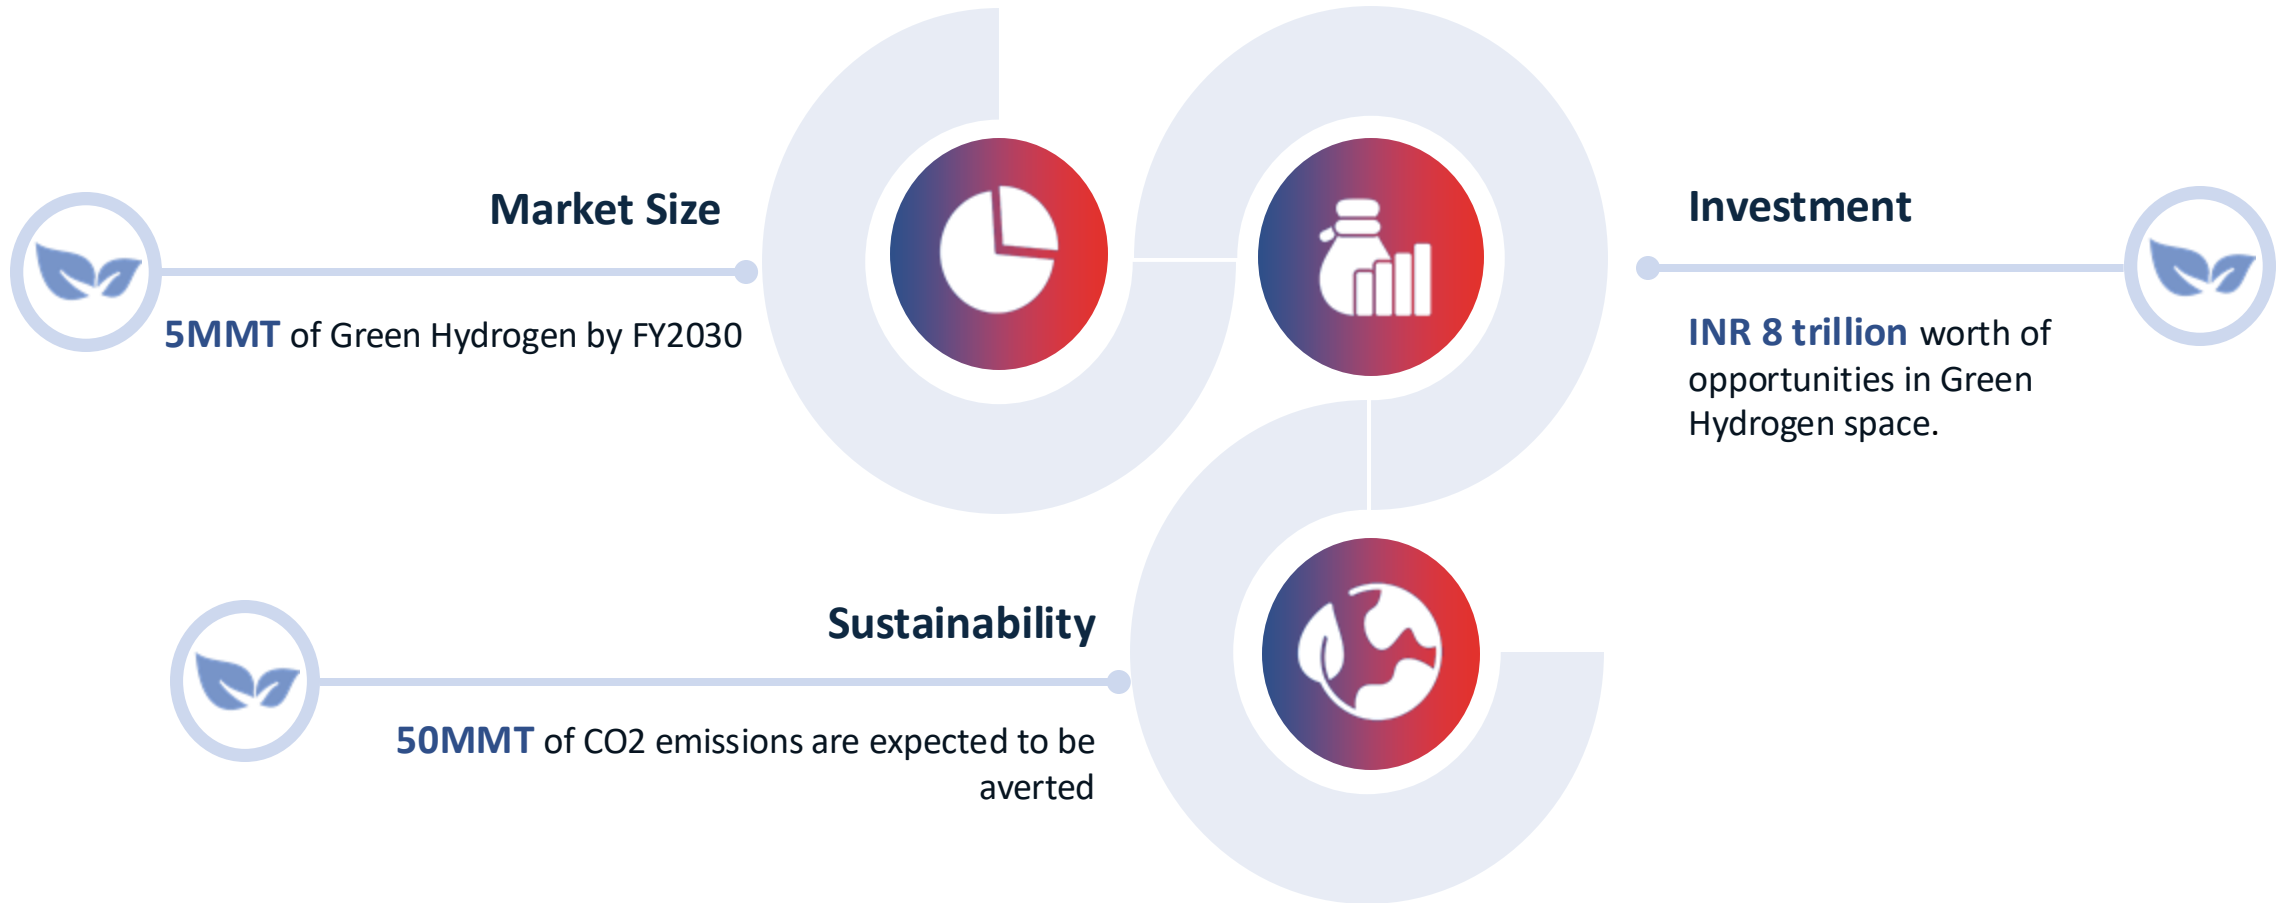 Market Size
5MMT of Green Hydrogen by FY2030
Investment
INR 8 trillion worth of
opportunities in Green
Hydrogen space.
Sustainability
50MMT of CO2 emissions are expected to be
averted